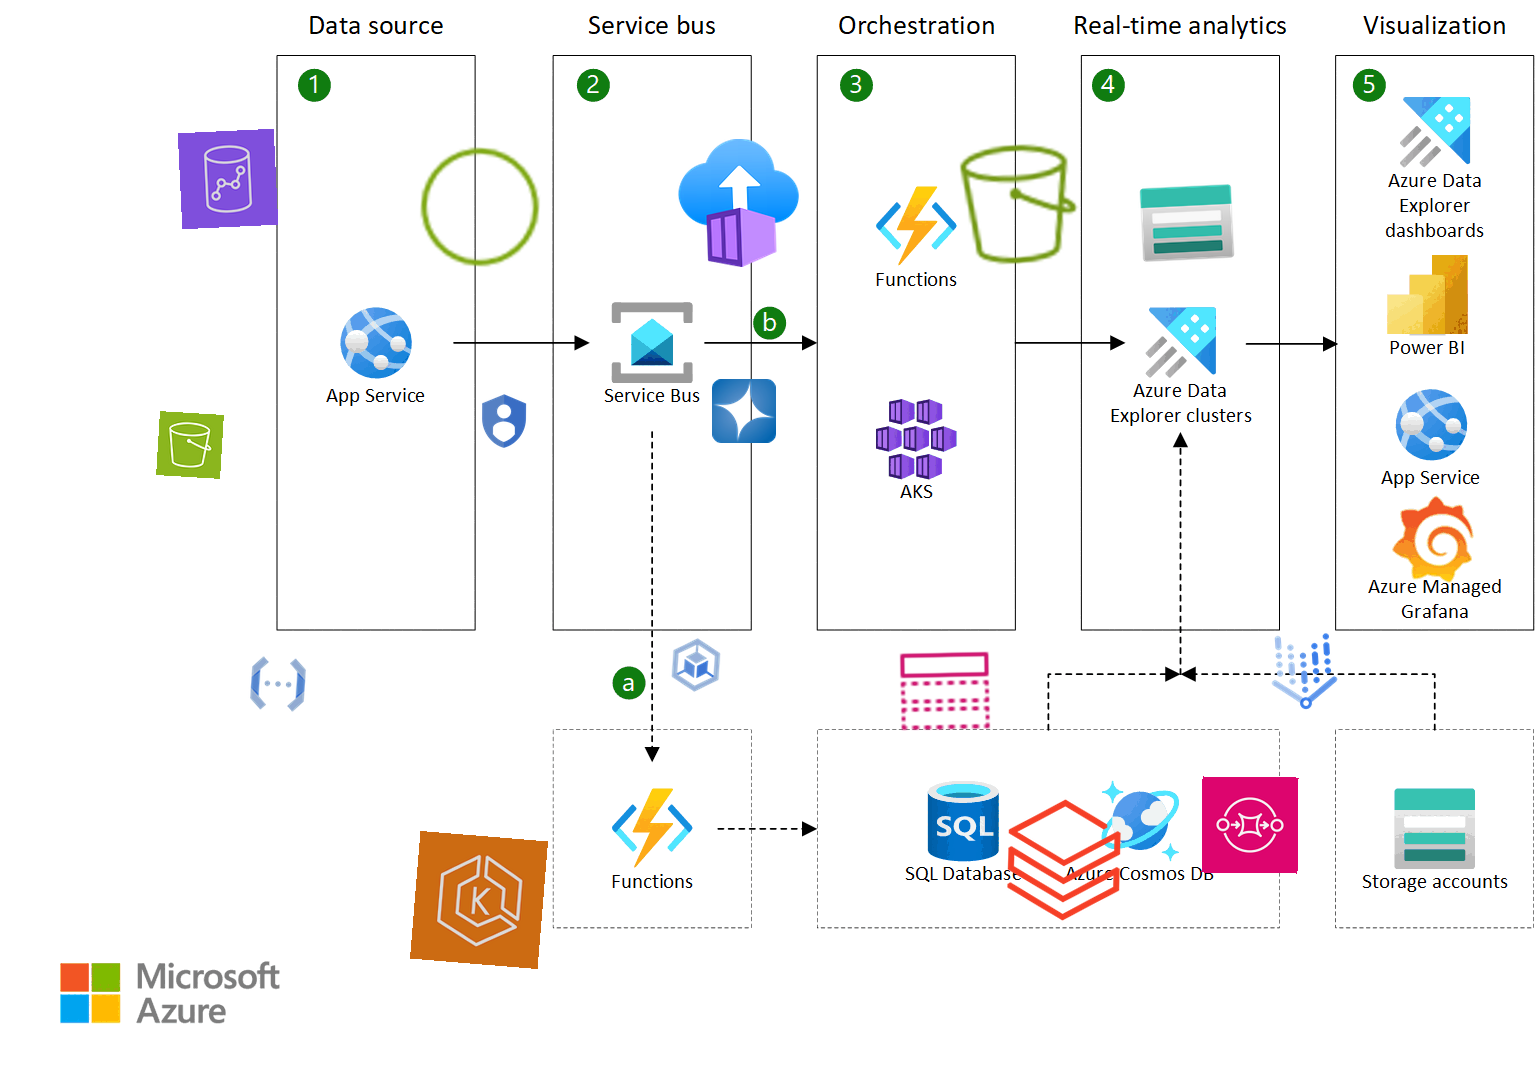 Data source
Service bus
Orchestration
Real-time analytics
Visualization
1
2
3
4
5
Azure Data
Explorer
dashboards
Functions
b
Power BI
App Service
Service Bus
Azure Data
Explorer clusters
App Service
AKS
Azure Managed
Grafana
a
SQL
Functions
SQL Database
Azure Cosmos DB
Storage accounts
K
Microsoft
Azure